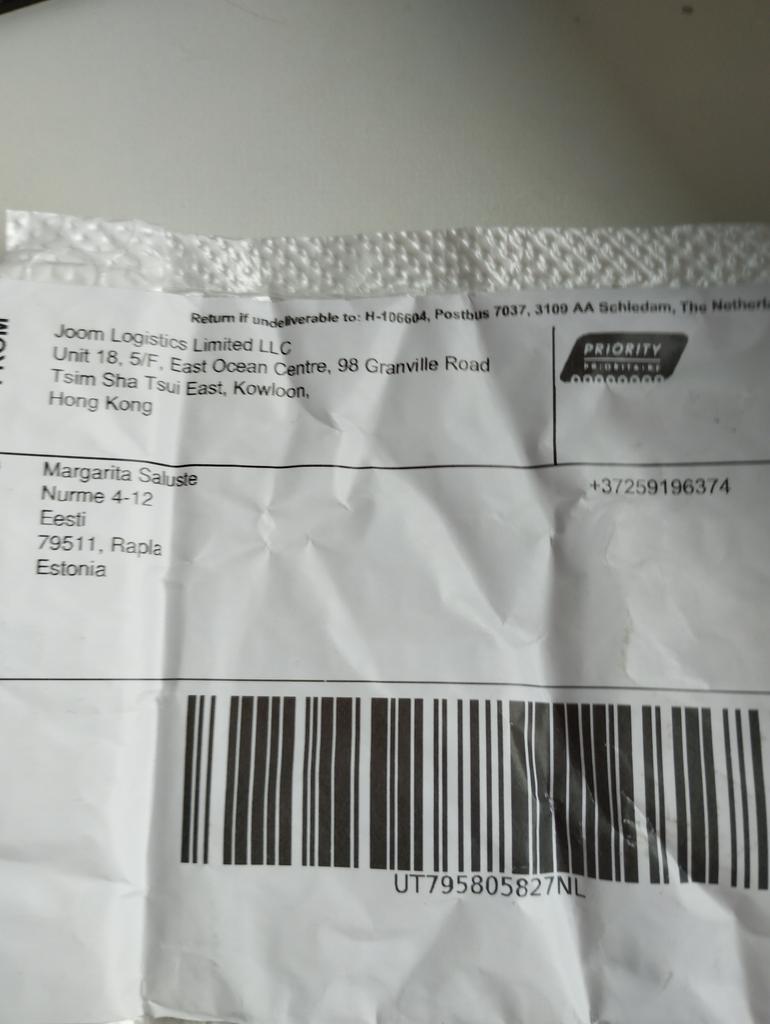 Return if undeliverable to: H-106604, Postbus 7037, 3109 AA Schiedam, The
Joom Logistics Limited LLC
Unit 18, 5/F, East Ocean Centre, 98 Granville Road
Tsim Sha Tsui East, Kowloon,
Hong Kong
PRIORITY
PRIORITAIRE
Margarita Saluste
Nurme 4-12
Eesti
79511, Rapla
Estonia
+37259196374
UT795805827NL